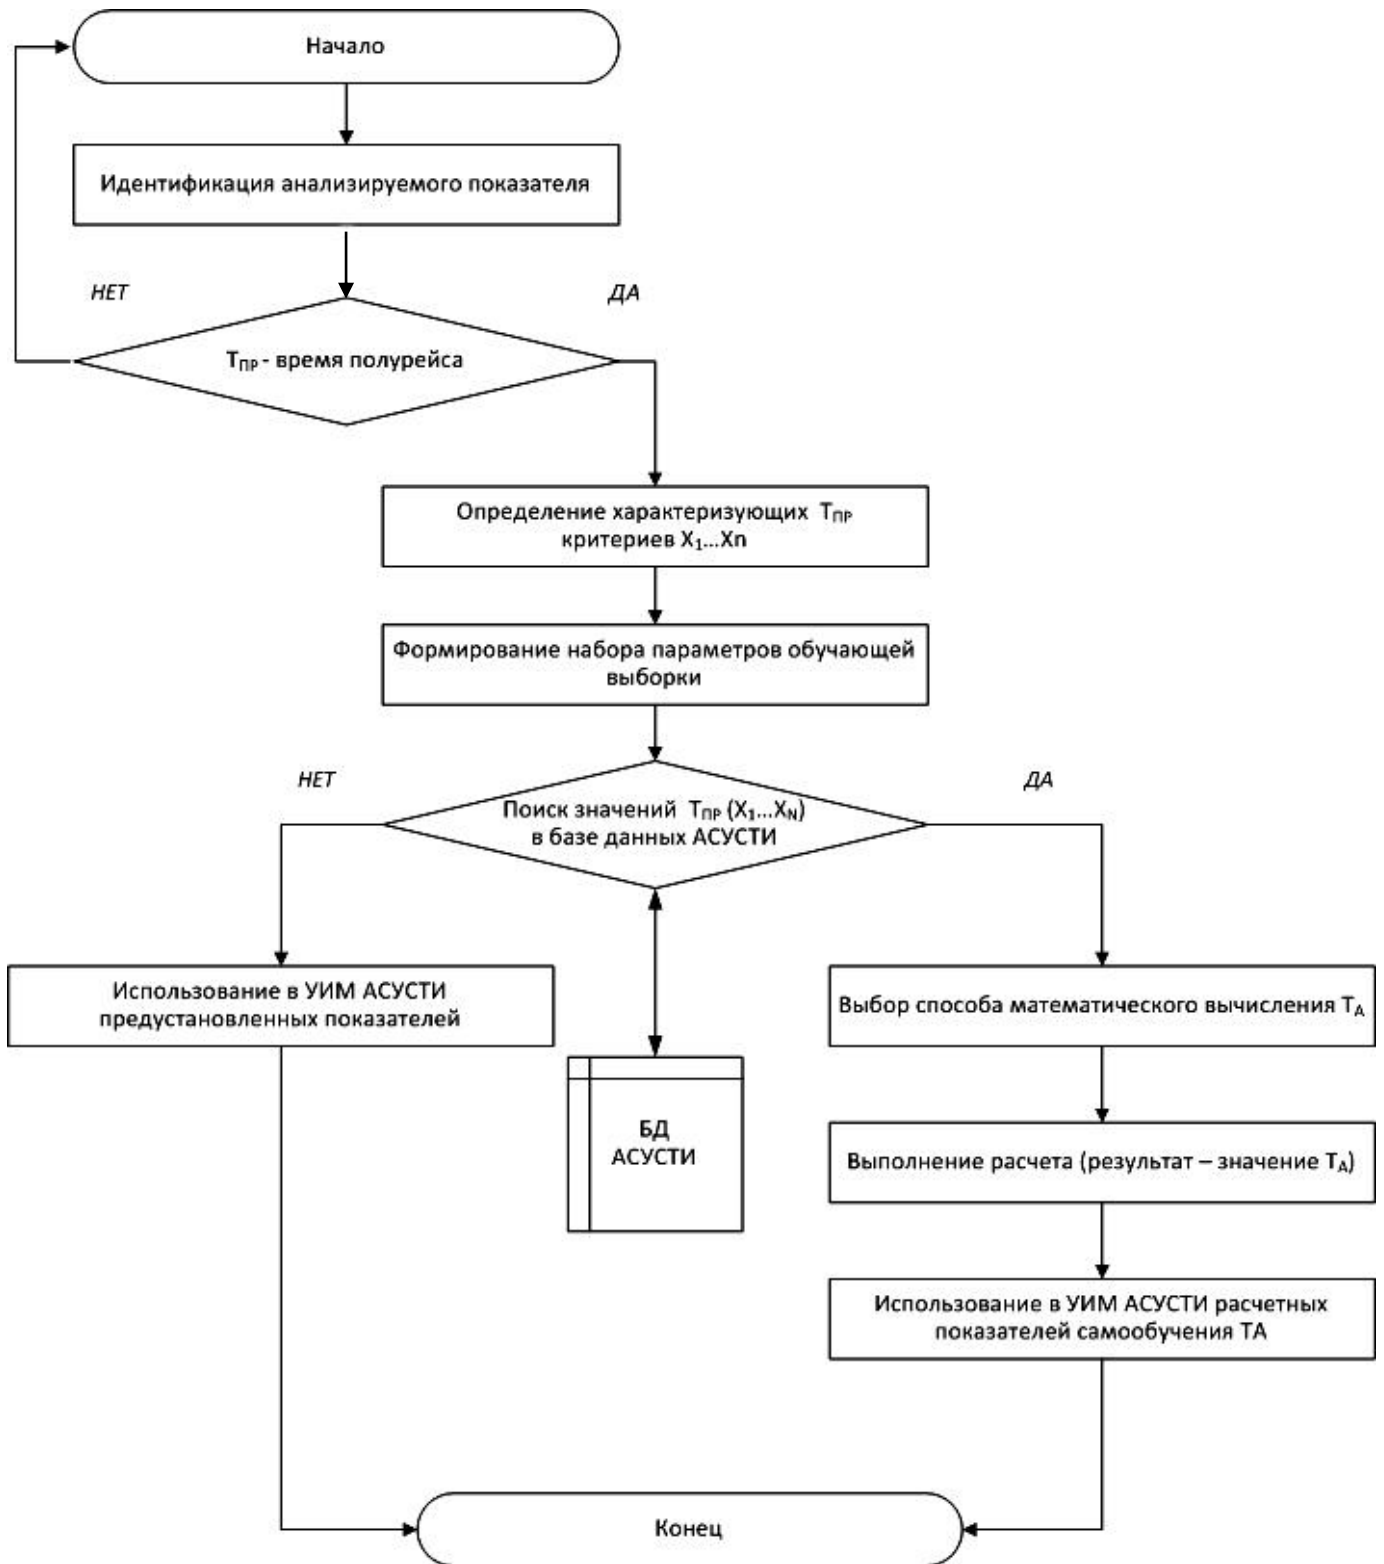 Начало
Идентификация анализируемого показателя
НЕТ
ДА
Tпр - время полурейса
Определение характеризующих Tпр
критериев X1...Xn
Формирование набора параметров обучающей
выборки
НЕТ
ДА
Поиск значений Tпр (X1...XN)
в базе данных АСУСТИ
Использование в УИМ АСУСТИ
предустановленных показателей
Выбор способа математического вычисления TА
БД
АСУСТИ
Выполнение расчета (результат – значение TА)
Использование в УИМ АСУСТИ расчетных
показателей самообучения ТА
Конец